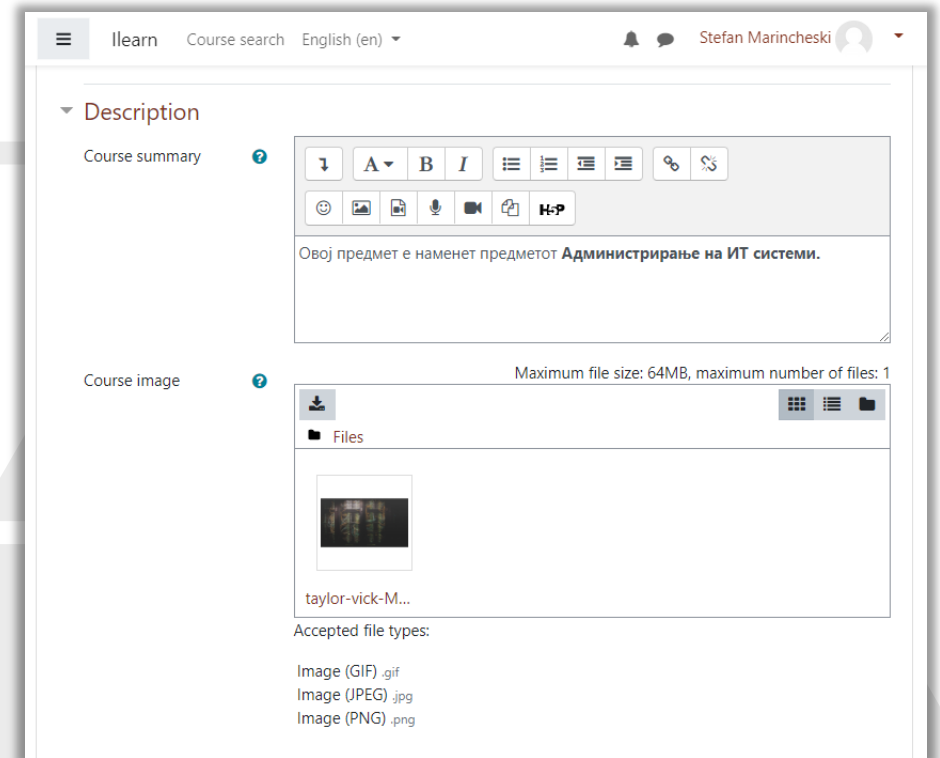 Ilearn Course search English (en) Stefan Marincheski
Description
Course summary
A B I
H5P
Овој предмет е наменет предметот Администрирање на ИТ системи.
Course image
Maximum file size: 64MB, maximum number of files: 1
Files
taylor-vick-M...
Accepted file types:
Image (GIF) .gif
Image (JPEG) .jpg
Image (PNG) .png